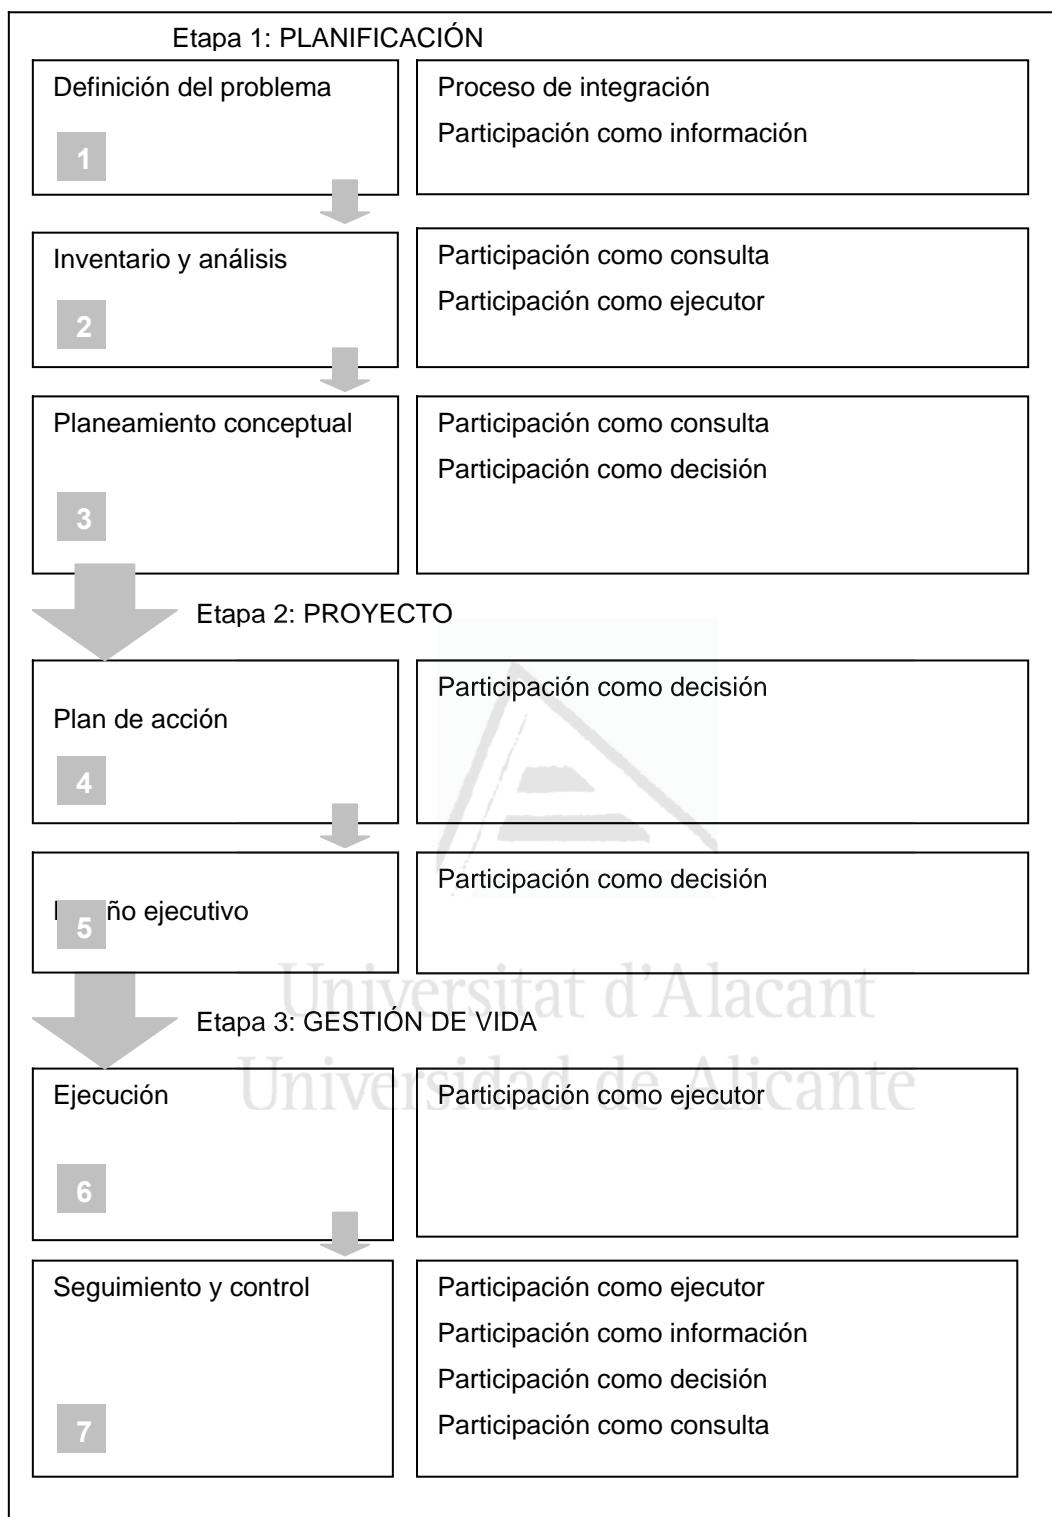 Etapa 1: PLANIFICACIÓN
Definición del problema
1
Proceso de integración
Participación como información
Inventario y análisis
2
Participación como consulta
Participación como ejecutor
Planeamiento conceptual
3
Participación como consulta
Participación como decisión
Etapa 2: PROYECTO
Plan de acción
4
Participación como decisión
ejecutivo
5
Participación como decisión
Universitat d'Alacant
Etapa 3: GESTIÓN DE VIDA
Universidad de Alicante
Ejecución
6
Participación como ejecutor
Seguimiento y control
7
Participación como ejecutor
Participación como información
Participación como decisión
Participación como consulta